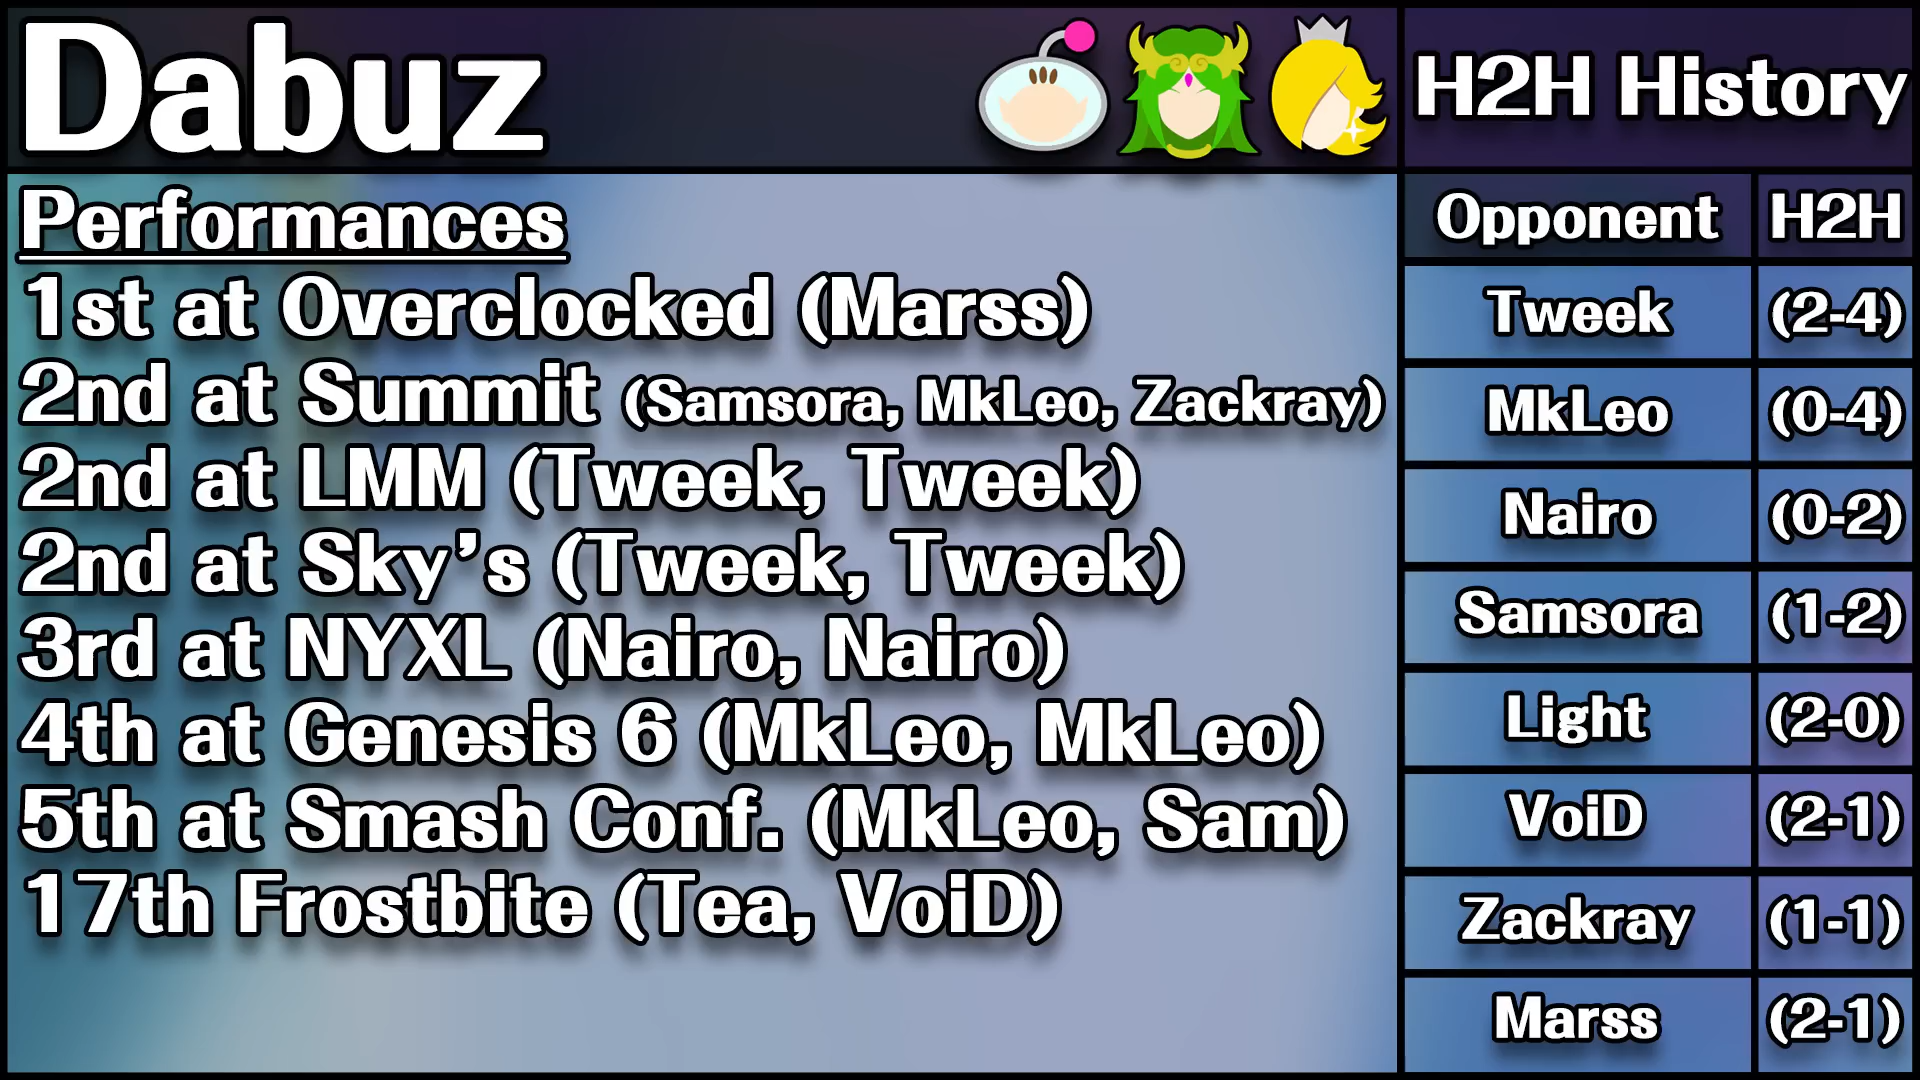 Dabuz
Performances
1st at Overclocked (Marss)
2nd at Summit (Samsora, MkLeo, Zackray)
2nd at LMM (Tweek, Tweek)
2nd at Sky’s (Tweek, Tweek)
3rd at NYXL (Nairo, Nairo)
4th at Genesis 6 (MkLeo, MkLeo)
5th at Smash Conf. (MkLeo, Sam)
17th Frostbite (Tea, VoiD)
H2H History
Opponent H2H
Tweek (2-4)
MkLeo (0-4)
Nairo (0-2)
Samsora (1-2)
Light (2-0)
VoiD (2-1)
Zackray (1-1)
Marss (2-1)